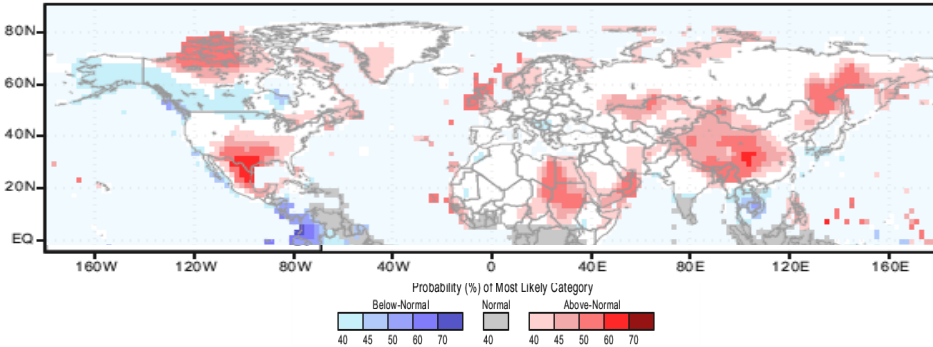 80N
60N
40N
20N
EQ
160W 120W 80W 40W 0 40E 80E 120E 160E
Probability (%) of Most Likely Category
Below-Normal Normal Above-Normal
40 45 50 60 70 40 40 45 50 60 70